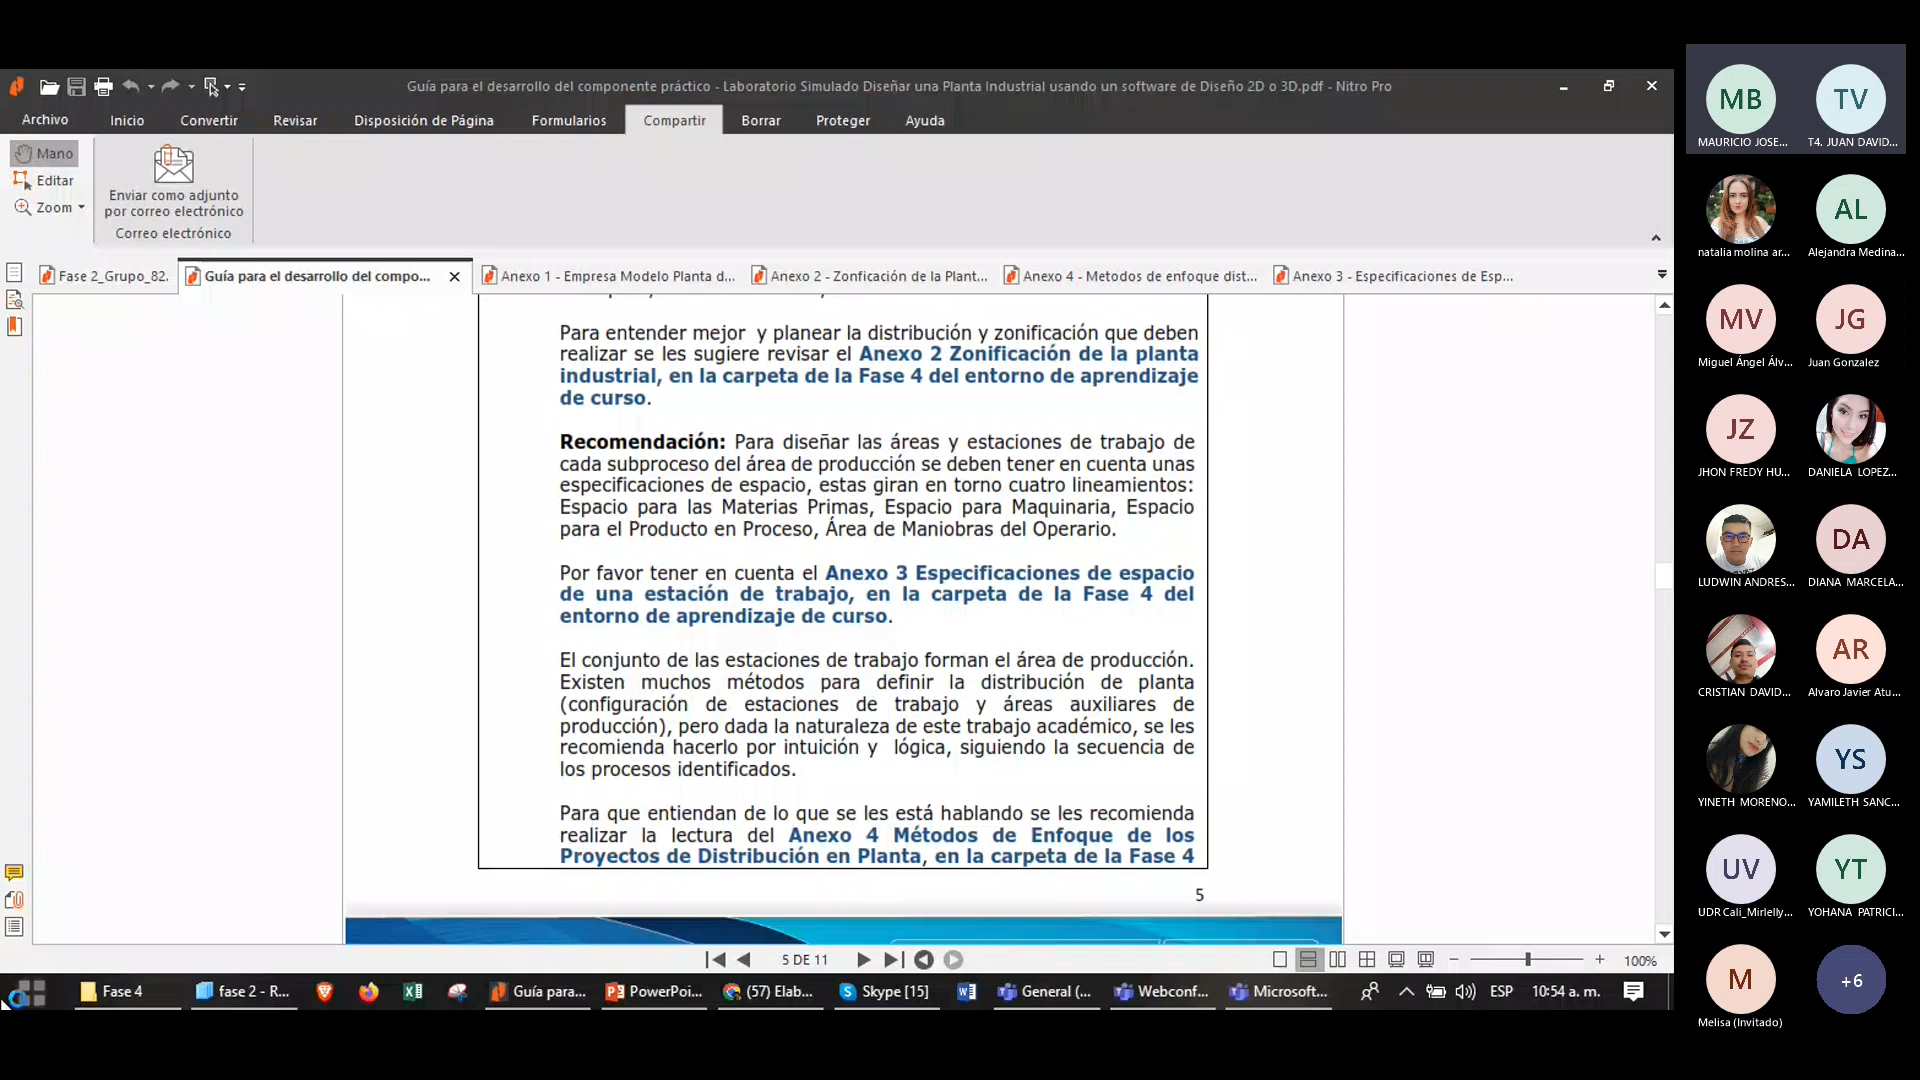 Guía para el desarrollo del componente práctico - Laboratorio Simulado Diseñar una Planta Industrial usando un software de Diseño 2D o 3D.pdf - Nitro Pro
Archivo Inicio Convertir Revisar Disposición de Página Formularios Compartir Borrar Proteger Ayuda
Mano
Editar
Zoom
Enviar como adjunto
por correo electrónico
Correo electrónico
Fase 2_Grupo_82. Guía para el desarrollo del compo... Anexo 1 - Empresa Modelo Planta d... Anexo 2 - Zonficación de la Plant... Anexo 4 - Metodos de enfoque dist... Anexo 3 - Especificaciones de Esp...
Para entender mejor y planear la distribución y zonificación que deben
realizar se les sugiere revisar el Anexo 2 Zonificación de la planta
industrial, en la carpeta de la Fase 4 del entorno de aprendizaje
de curso.
Recomendación: Para diseñar las áreas y estaciones de trabajo de
cada subproceso del área de producción se deben tener en cuenta unas
especificaciones de espacio, estas giran en torno cuatro lineamientos:
Espacio para las Materias Primas, Espacio para Maquinaria, Espacio
para el Producto en Proceso, Área de Maniobras del Operario.
Por favor tener en cuenta el Anexo 3 Especificaciones de espacio
de una estación de trabajo, en la carpeta de la Fase 4 del
entorno de aprendizaje de curso.
El conjunto de las estaciones de trabajo forman el área de producción.
Existen muchos métodos para definir la distribución de planta
(configuración de estaciones de trabajo y áreas auxiliares de
producción), pero dada la naturaleza de este trabajo académico, se les
recomienda hacerlo por intuición y lógica, siguiendo la secuencia de
los procesos identificados.
Para que entiendan de lo que se les está hablando se les recomienda
realizar la lectura del Anexo 4 Métodos de Enfoque de los
Proyectos de Distribución en Planta, en la carpeta de la Fase 4
5
5 DE 11
100%
Fase 4 fase 2 - R... Guía para... PowerPoi... (57) Elab... Skype [15] General (... Webconf... Microsoft... ESP 10:54 a. m.
MB TV
MAURICIO JOSE... T4. JUAN DAVID...
AL
natalia molina ar... Alejandra Medina...
MV JG
Miguel Ángel Álv... Juan Gonzalez
JZ
JHON FREDY HU... DANIELA LOPEZ...
DA
LUDWIN ANDRES... DIANA MARCELA...
AR
CRISTIAN DAVID... Alvaro Javier Atu...
YS
YINETH MORENO... YAMILETH SANC...
UV YT
UDR Cali_Mirlelly... YOHANA PATRICI...
M +6
Melisa (Invitado)